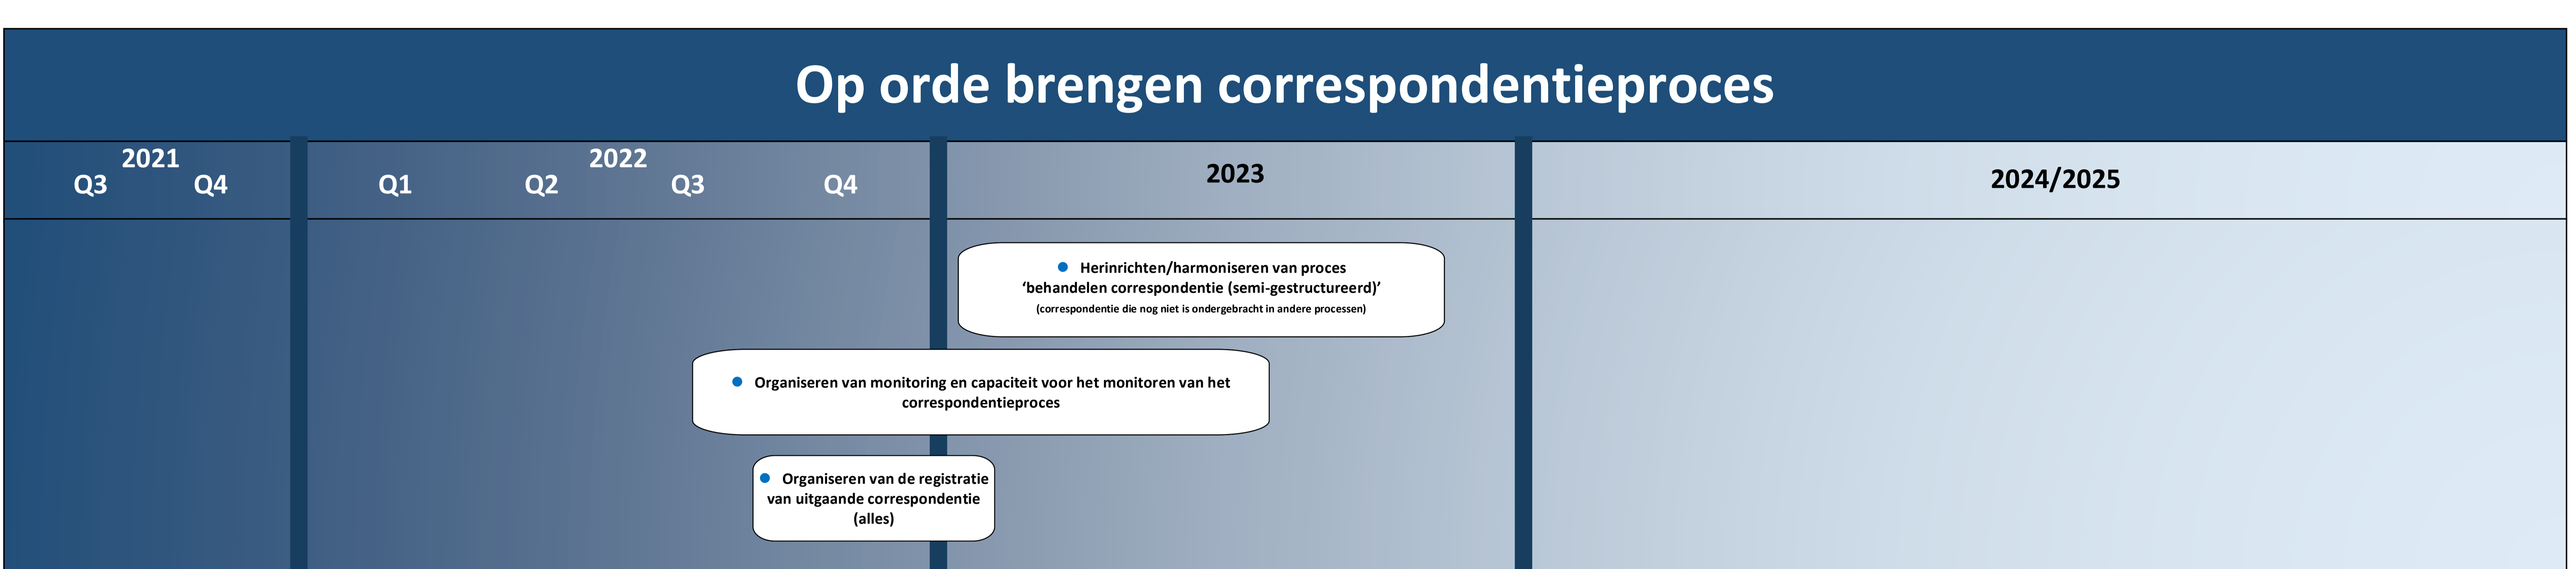 Op orde brengen correspondentieproces
2021
Q3 Q4
2022
Q1 Q2 Q3 Q4
2023
2024/2025
● Herinrichten/harmoniseren van proces
‘behandelen correspondentie (semi-gestructureerd)’
(correspondentie die nog niet is ondergebracht in andere processen)
● Organiseren van monitoring en capaciteit voor het monitoren van het
correspondentieproces
● Organiseren van de registratie
van uitgaande correspondentie
(alles)